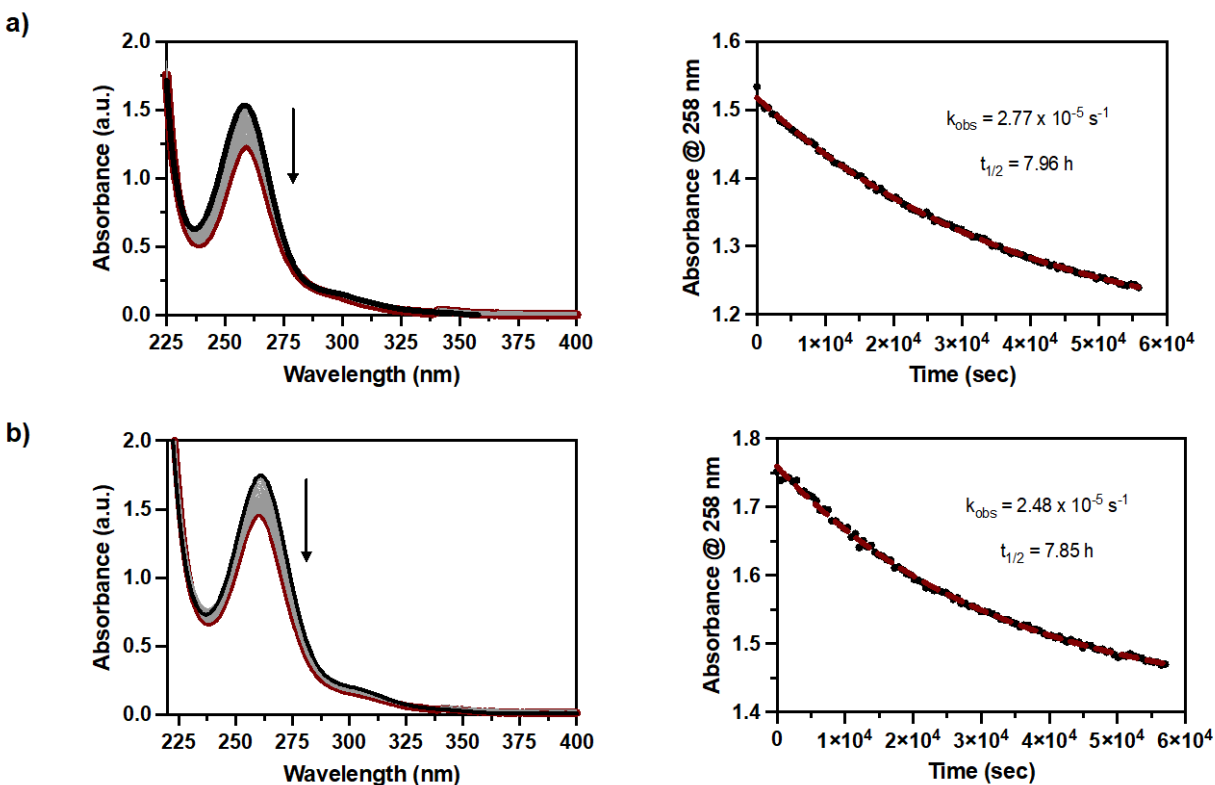 a)
2.0
1.5
1.0
0.5
0.0
Absorbance (a.u.)
225 250 275 300 325 350 375 400
Wavelength (nm)
1.6
1.5
1.4
1.3
1.2
Absorbance @ 258 nm
k_obs = 2.77 x 10⁻⁵ s⁻¹
t_1/2 = 7.96 h
0 1×10⁴ 2×10⁴ 3×10⁴ 4×10⁴ 5×10⁴ 6×10⁴
Time (sec)
b)
2.0
1.5
1.0
0.5
0.0
Absorbance (a.u.)
225 250 275 300 325 350 375 400
Wavelength (nm)
1.8
1.7
1.6
1.5
1.4
Absorbance @ 258 nm
k_obs = 2.48 x 10⁻⁵ s⁻¹
t_1/2 = 7.85 h
0 1×10⁴ 2×10⁴ 3×10⁴ 4×10⁴ 5×10⁴ 6×10⁴
Time (sec)